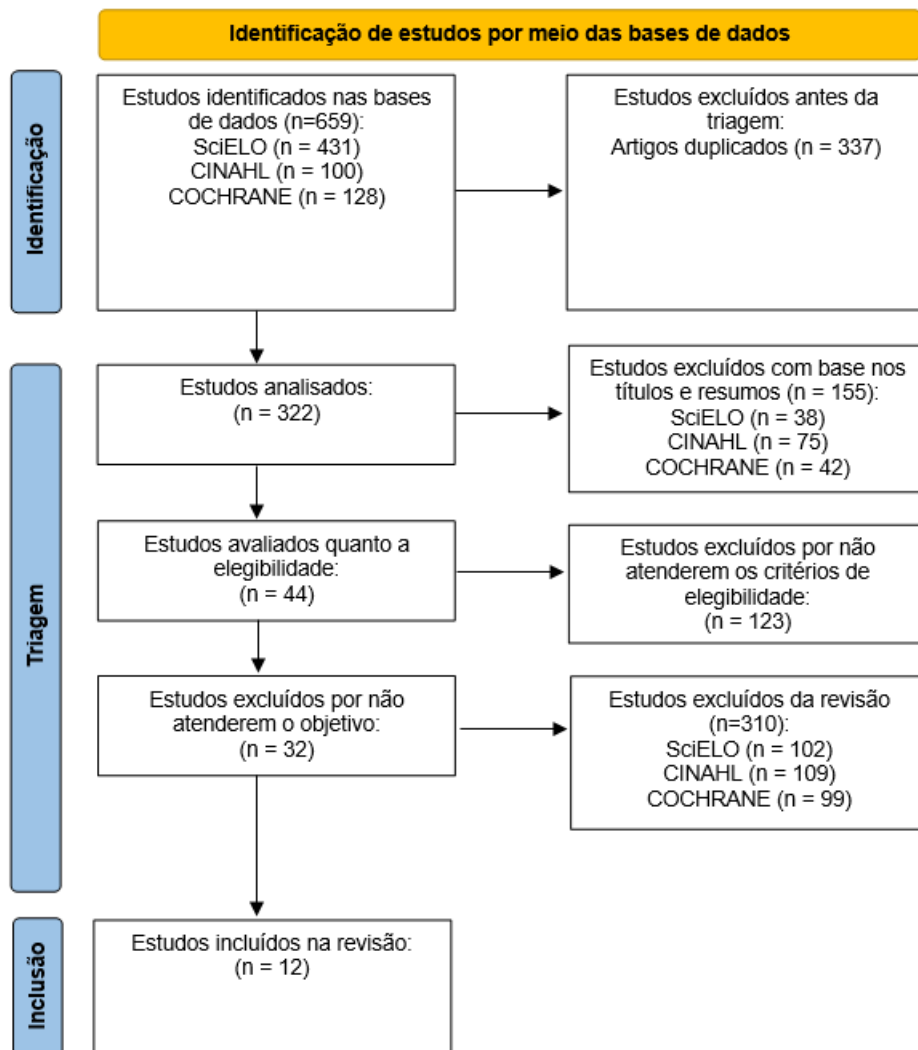 Identificação de estudos por meio das bases de dados
Identificação
Estudos identificados nas bases
de dados (n=659):
SciELO (n = 431)
CINAHL (n = 100)
COCHRANE (n = 128)
Estudos excluídos antes da
triagem:
Artigos duplicados (n = 337)
Triagem
Estudos analisados:
(n = 322)
Estudos excluídos com base nos
títulos e resumos (n = 155):
SciELO (n = 38)
CINAHL (n = 75)
COCHRANE (n = 42)
Estudos avaliados quanto a
elegibilidade:
(n = 44)
Estudos excluídos por não
atenderem os critérios de
elegibilidade:
(n = 123)
Estudos excluídos por não
atenderem o objetivo:
(n = 32)
Estudos excluídos da revisão
(n=310):
SciELO (n = 102)
CINAHL (n = 109)
COCHRANE (n = 99)
Inclusão
Estudos incluídos na revisão:
(n = 12)